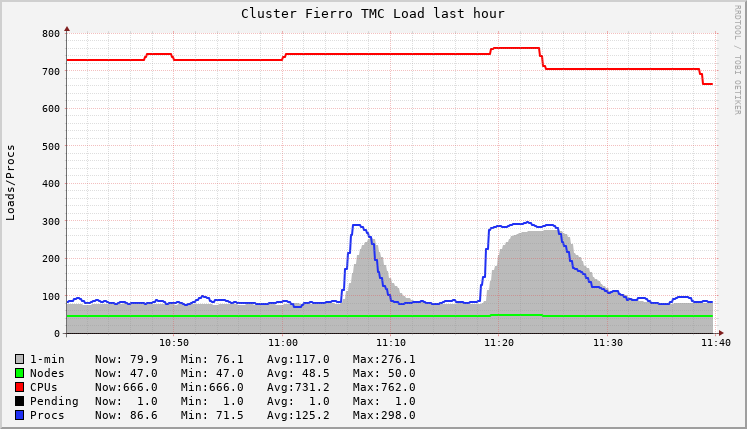 Cluster Fierro TMC Load last hour
RRDTOOL / TOBI OETIKER
Loads/Procs
800
700
600
500
400
300
200
100
0
10:50 11:00 11:10 11:20 11:30 11:40
1-min Now: 79.9 Min: 76.1 Avg:117.0 Max:276.1
Nodes Now: 47.0 Min: 47.0 Avg: 48.5 Max: 50.0
CPUs Now:666.0 Min:666.0 Avg:731.2 Max:762.0
Pending Now: 1.0 Min: 1.0 Avg: 1.0 Max: 1.0
Procs Now: 86.6 Min: 71.5 Avg:125.2 Max:298.0